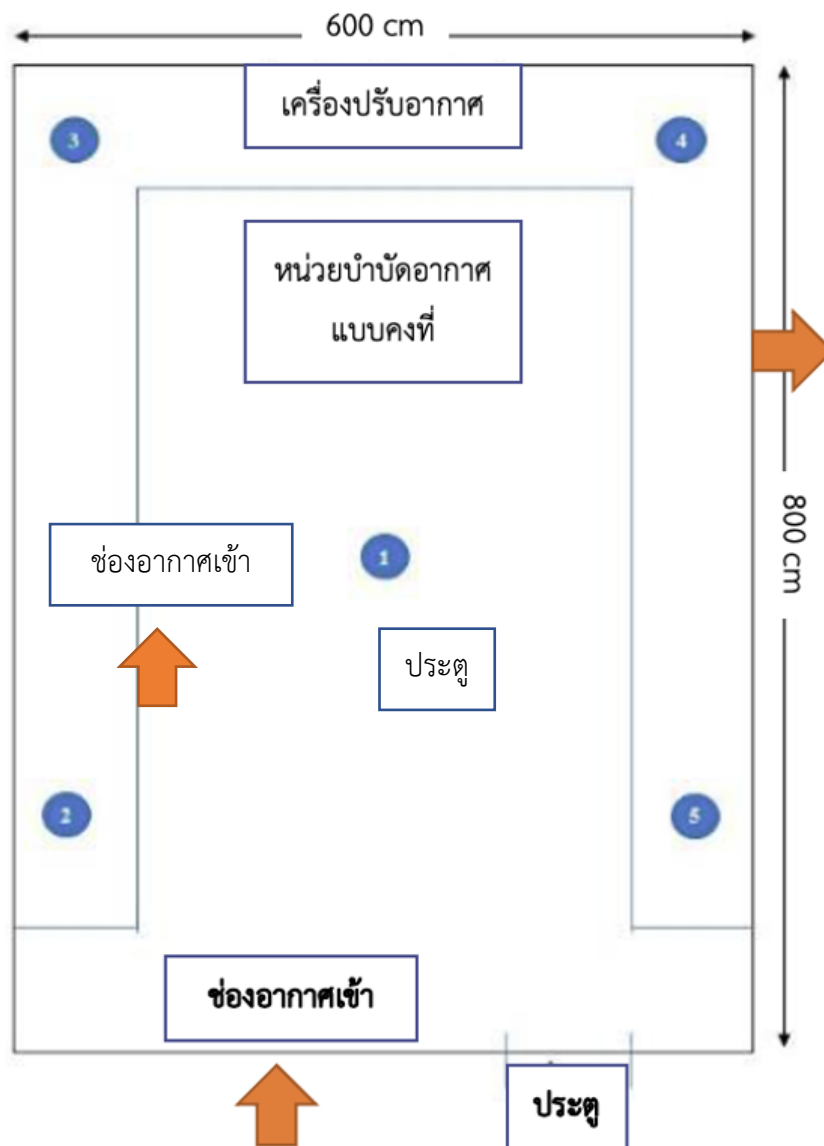 600 cm
เครื่องปรับอากาศ
3
4
หน่วยบำบัดอากาศ
แบบคงที่
800 cm
ช่องอากาศเข้า
1
ประตู
2
5
ช่องอากาศเข้า
ประตู